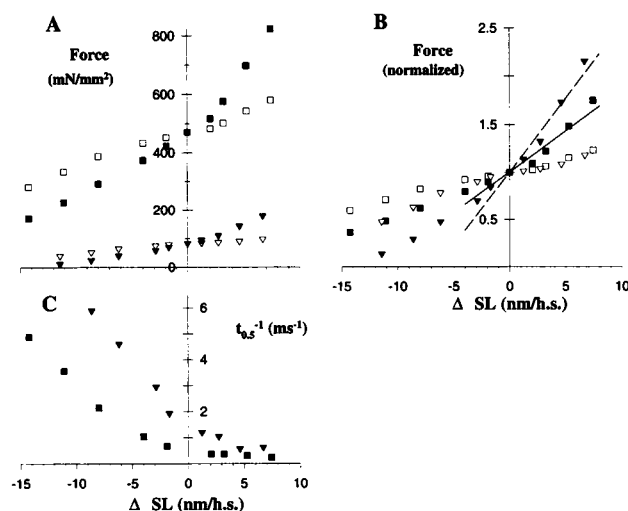 A
Force
(mN/mm²)
800
600
400
200
0
B
Force
(normalized)
2.5
1.5
0.5
-15 -10 -5 0 5 10
Δ SL (nm/h.s.)
C
t0.5⁻¹ (ms⁻¹)
6
4
2
-15 -10 -5 0 5 10
Δ SL (nm/h.s.)